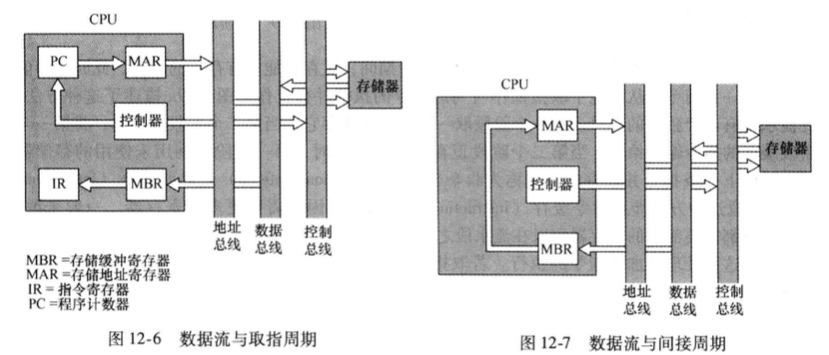 CPU
PC
MAR
控制器
IR
MBR
存储器
地址
总线
数据
总线
控制
总线
MBR =存储缓冲寄存器
MAR =存储地址寄存器
IR = 指令寄存器
PC =程序计数器
图 12-6 数据流与取指周期
CPU
MAR
控制器
MBR
存储器
地址
总线
数据
总线
控制
总线
图 12-7 数据流与间接周期